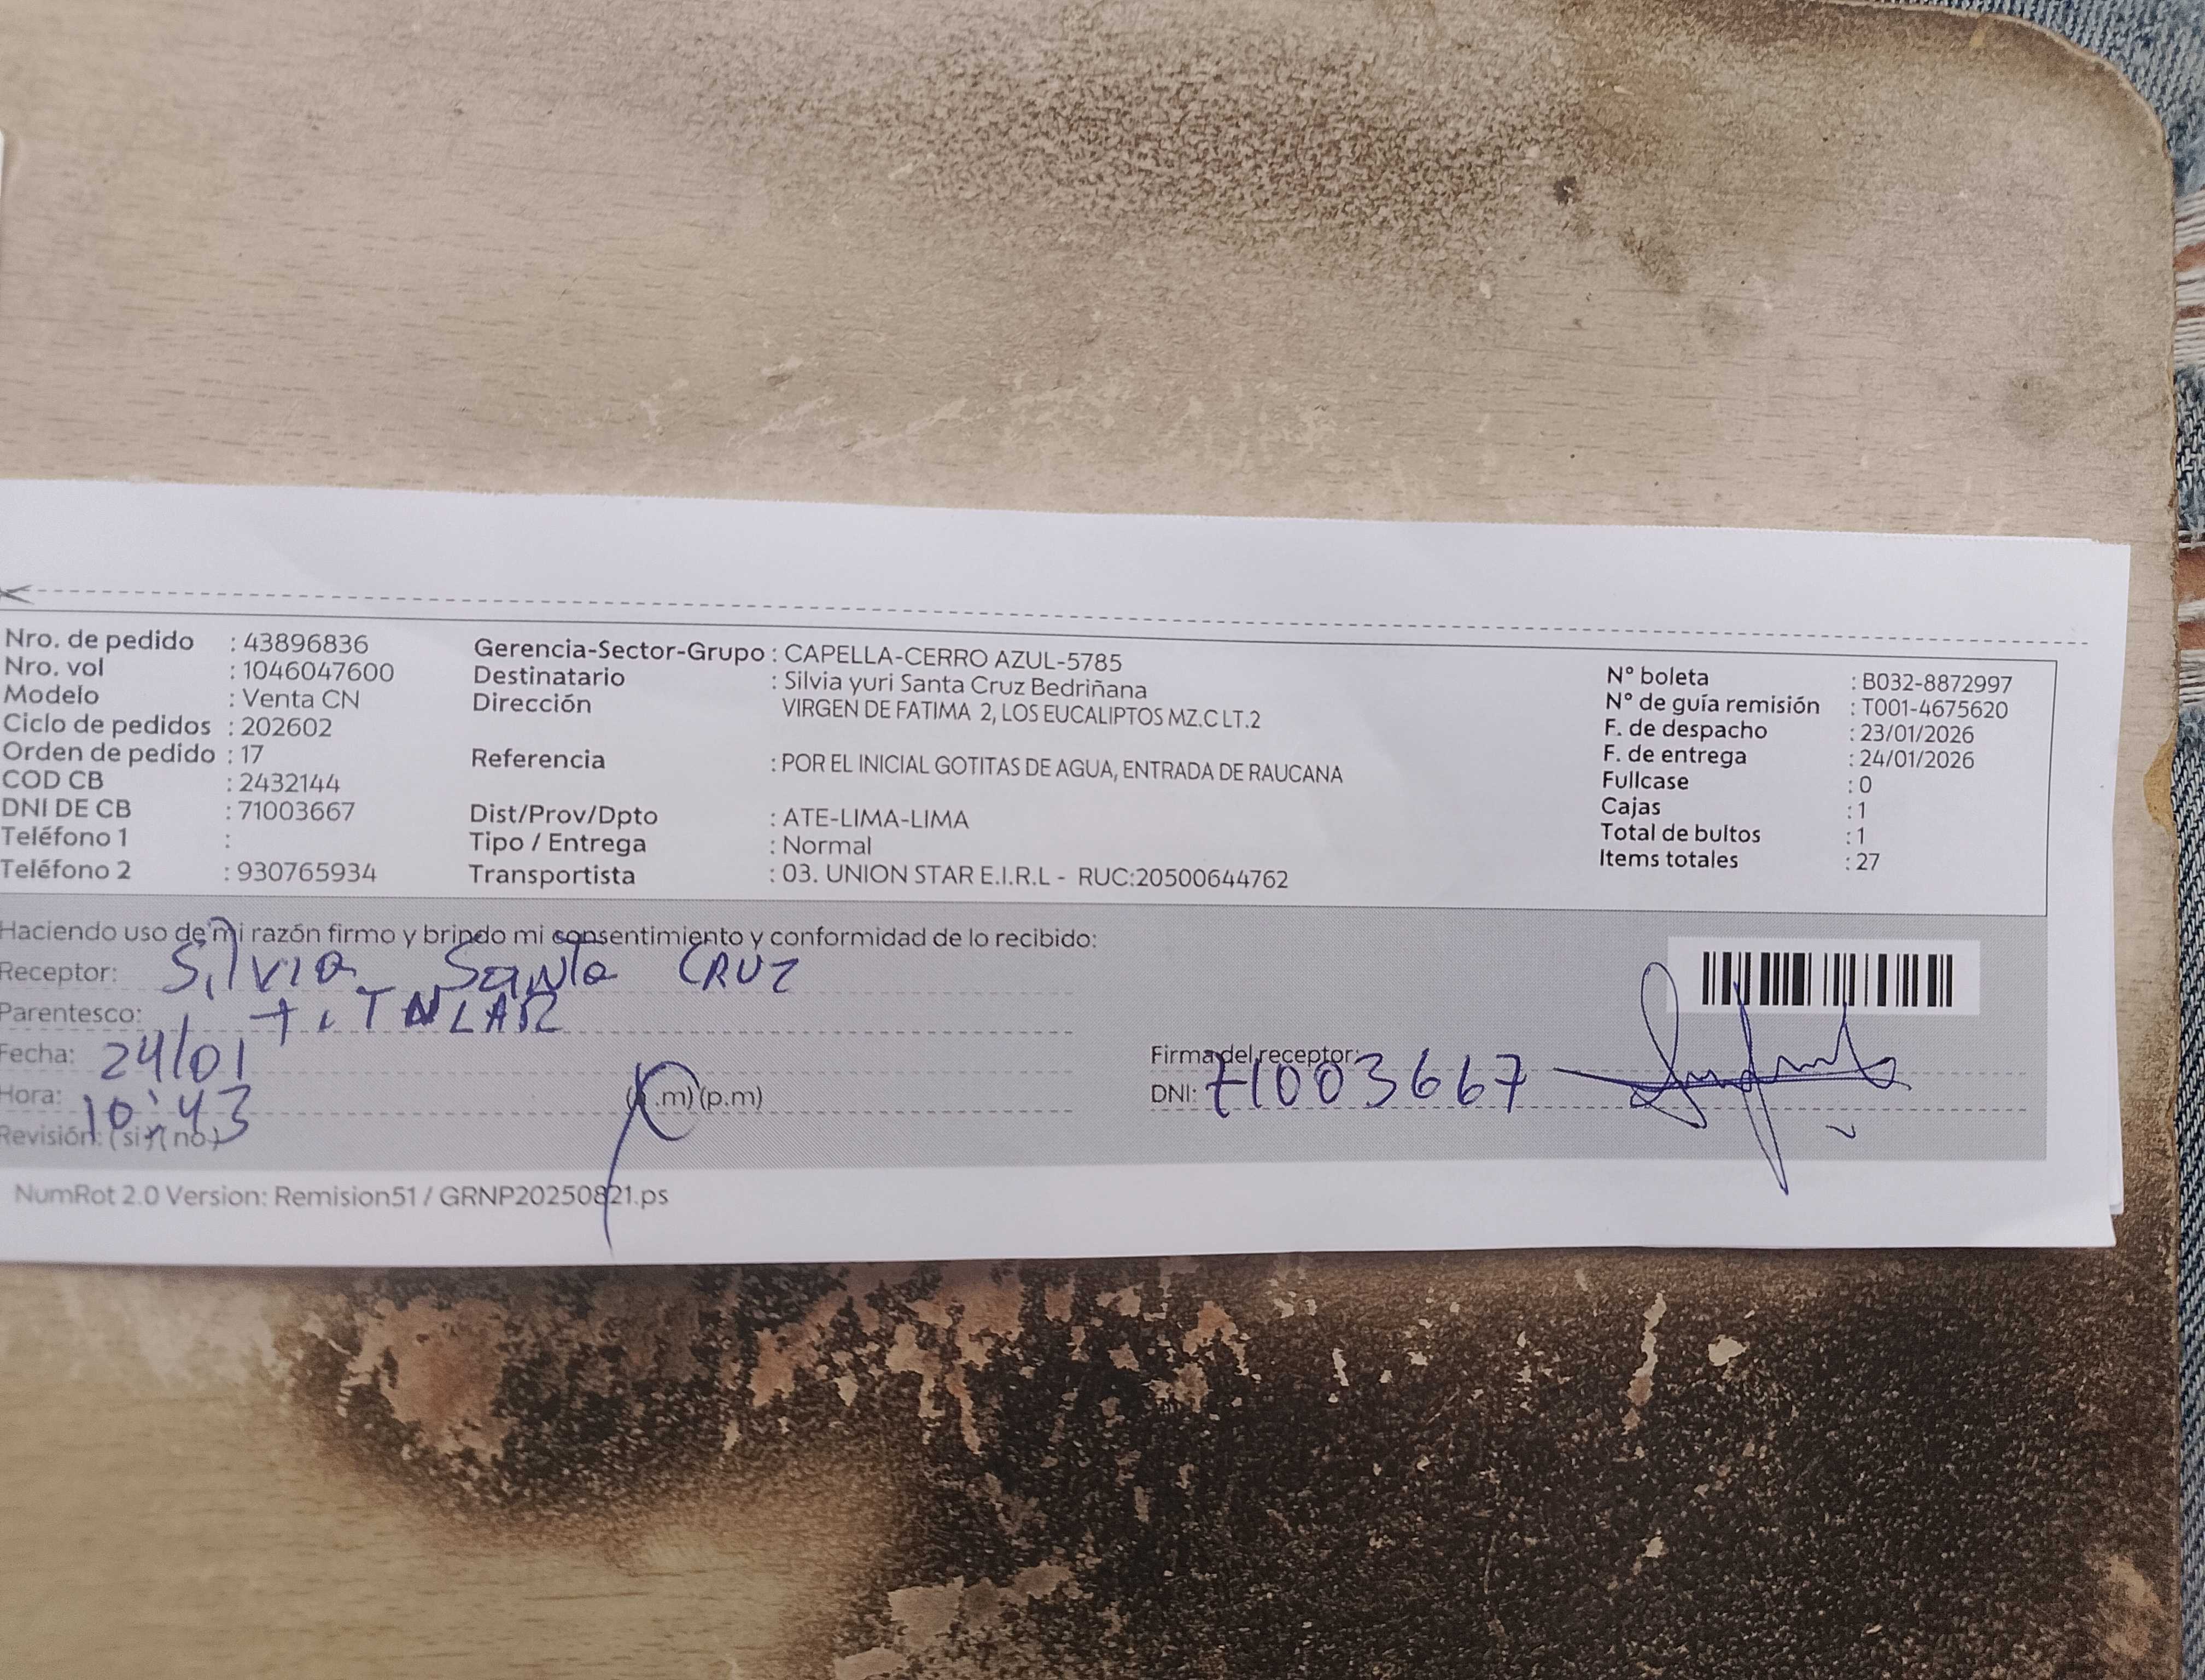 Nro. de pedido : 43896836
Nro. vol : 1046047600
Modelo : Venta CN
Ciclo de pedidos : 202602
Orden de pedido : 17
COD CB : 2432144
DNI DE CB : 71003667
Teléfono 1 :
Teléfono 2 : 930765934
Gerencia-Sector-Grupo : CAPELLA-CERRO AZUL-5785
Destinatario : Silvia yuri Santa Cruz Bedriñana
Dirección VIRGEN DE FATIMA 2, LOS EUCALIPTOS MZ.C LT.2
Referencia : POR EL INICIAL GOTITAS DE AGUA, ENTRADA DE RAUCANA
Dist/Prov/Dpto : ATE-LIMA-LIMA
Tipo / Entrega : Normal
Transportista : 03. UNION STAR E.I.R.L - RUC:20500644762
N° boleta : B032-8872997
N° de guía remisión : T001-4675620
F. de despacho : 23/01/2026
F. de entrega : 24/01/2026
Fullcase : 0
Cajas : 1
Total de bultos : 1
Items totales : 27
Haciendo uso de mi razón firmo y brindo mi consentimiento y conformidad de lo recibido:
Receptor: Silvia Santa CRUZ
Parentesco:
Fecha: 24/01
Hora: 10:43 .m) (p.m)
Revisión: (si) (no)
Firma del receptor:
DNI: 71003667
NumRot 2.0 Version: Remision51 / GRNP20250821.ps